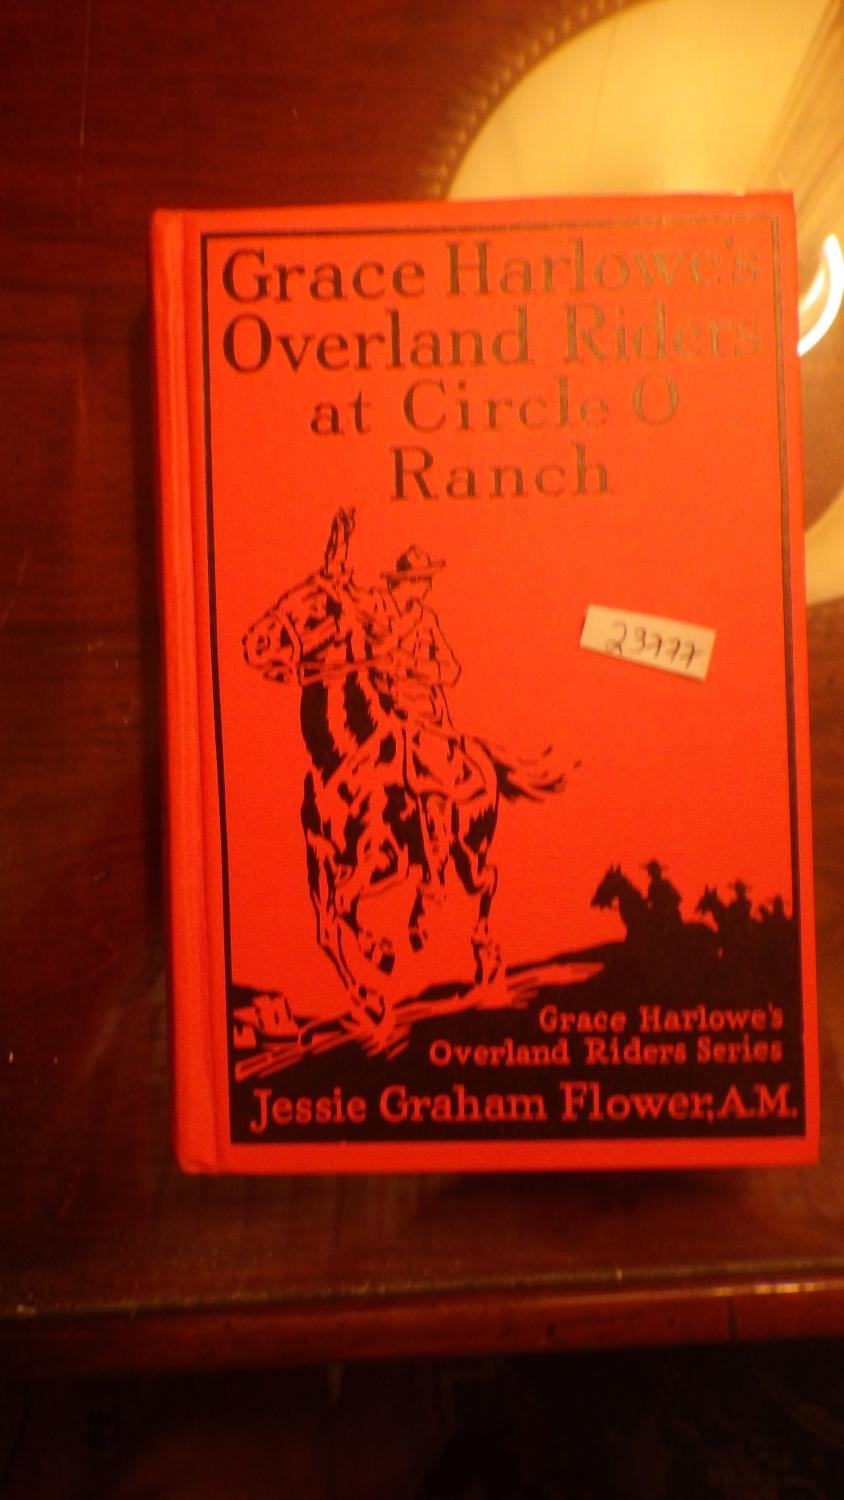 Grace Harlowe's
Overland Riders
at Circle O
Ranch
23777
Grace Harlowe's
Overland Riders Series
Jessie Graham Flower, A.M.